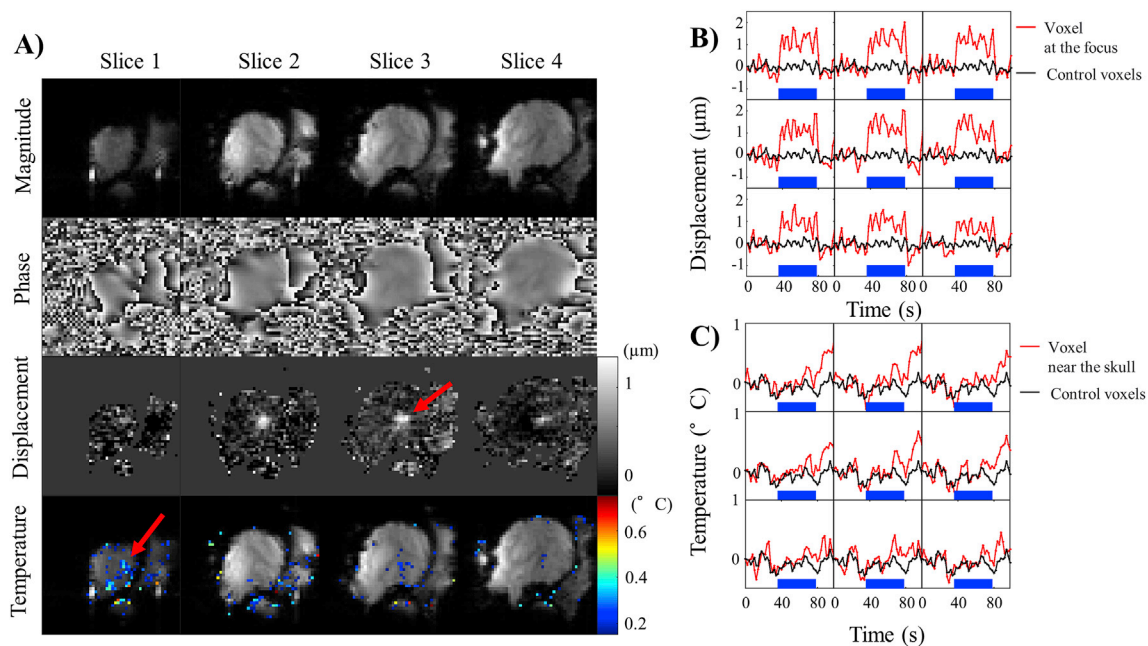 A)
Slice 1 Slice 2 Slice 3 Slice 4
Magnitude
Phase
Displacement
Temperature
(µm)
1
0
(° C)
0.6
0.4
0.2
B)
Displacement (µm)
2
1
0
-1
2
1
0
-1
2
1
0
-1
0 40 80 0 40 80 0 40 80
Time (s)
Voxel
at the focus
Control voxels
C)
Temperature (° C)
1
0
1
0
1
0
0 40 80 0 40 80 0 40 80
Time (s)
Voxel
near the skull
Control voxels